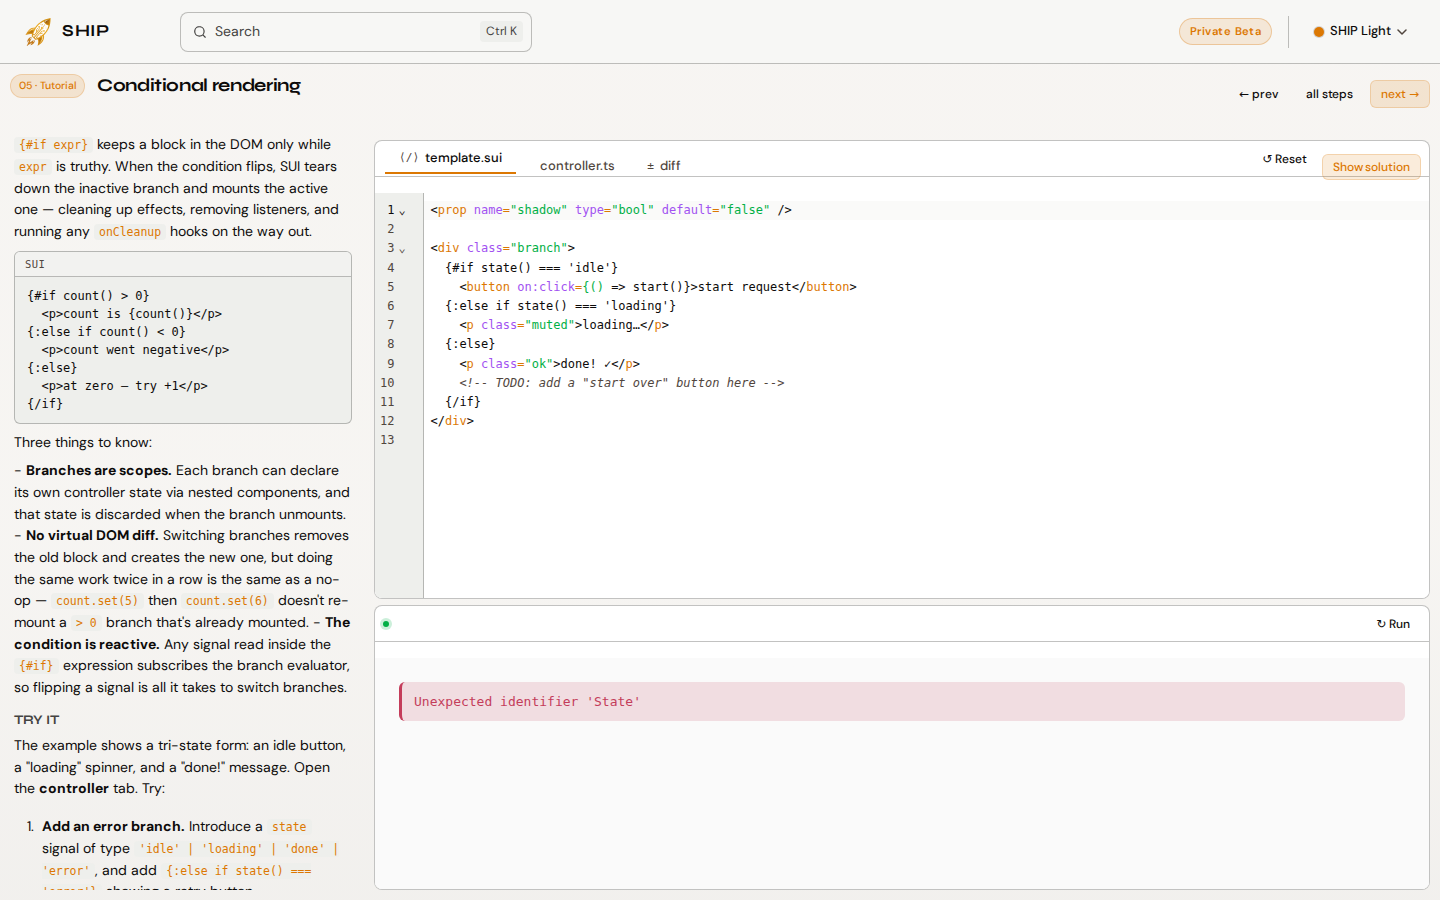 SHIP
Search
Ctrl K
Private Beta
SHIP Light
05 · Tutorial
Conditional rendering
← prev
all steps
next →
{#if expr} keeps a block in the DOM only while
expr is truthy. When the condition flips, SUI tears
down the inactive branch and mounts the active
one — cleaning up effects, removing listeners, and
running any onCleanup hooks on the way out.
SUI
{#if count() > 0}
<p>count is {count()}</p>
{:else if count() < 0}
<p>count went negative</p>
{:else}
<p>at zero — try +1</p>
{/if}
Three things to know:
- Branches are scopes. Each branch can declare
its own controller state via nested components, and
that state is discarded when the branch unmounts.
- No virtual DOM diff. Switching branches removes
the old block and creates the new one, but doing
the same work twice in a row is the same as a no-
op — count.set(5) then count.set(6) doesn't re-
mount a > 0 branch that's already mounted. - The
condition is reactive. Any signal read inside the
{#if} expression subscribes the branch evaluator,
so flipping a signal is all it takes to switch branches.
TRY IT
The example shows a tri-state form: an idle button,
a "loading" spinner, and a "done!" message. Open
the controller tab. Try:
1. Add an error branch. Introduce a state
signal of type 'idle' | 'loading' | 'done' |
'error' , and add {:else if state() ===
'error'} showing a retry button
⟨/⟩ template.sui
controller.ts
± diff
↺ Reset
Show solution
1 <prop name="shadow" type="bool" default="false" />
2
3 <div class="branch">
4 {#if state() === 'idle'}
5 <button on:click={() => start()}>start request</button>
6 {:else if state() === 'loading'}
7 <p class="muted">loading…</p>
8 {:else}
9 <p class="ok">done! ✓</p>
10 <!-- TODO: add a "start over" button here -->
11 {/if}
12 </div>
13
↻ Run
Unexpected identifier 'State'